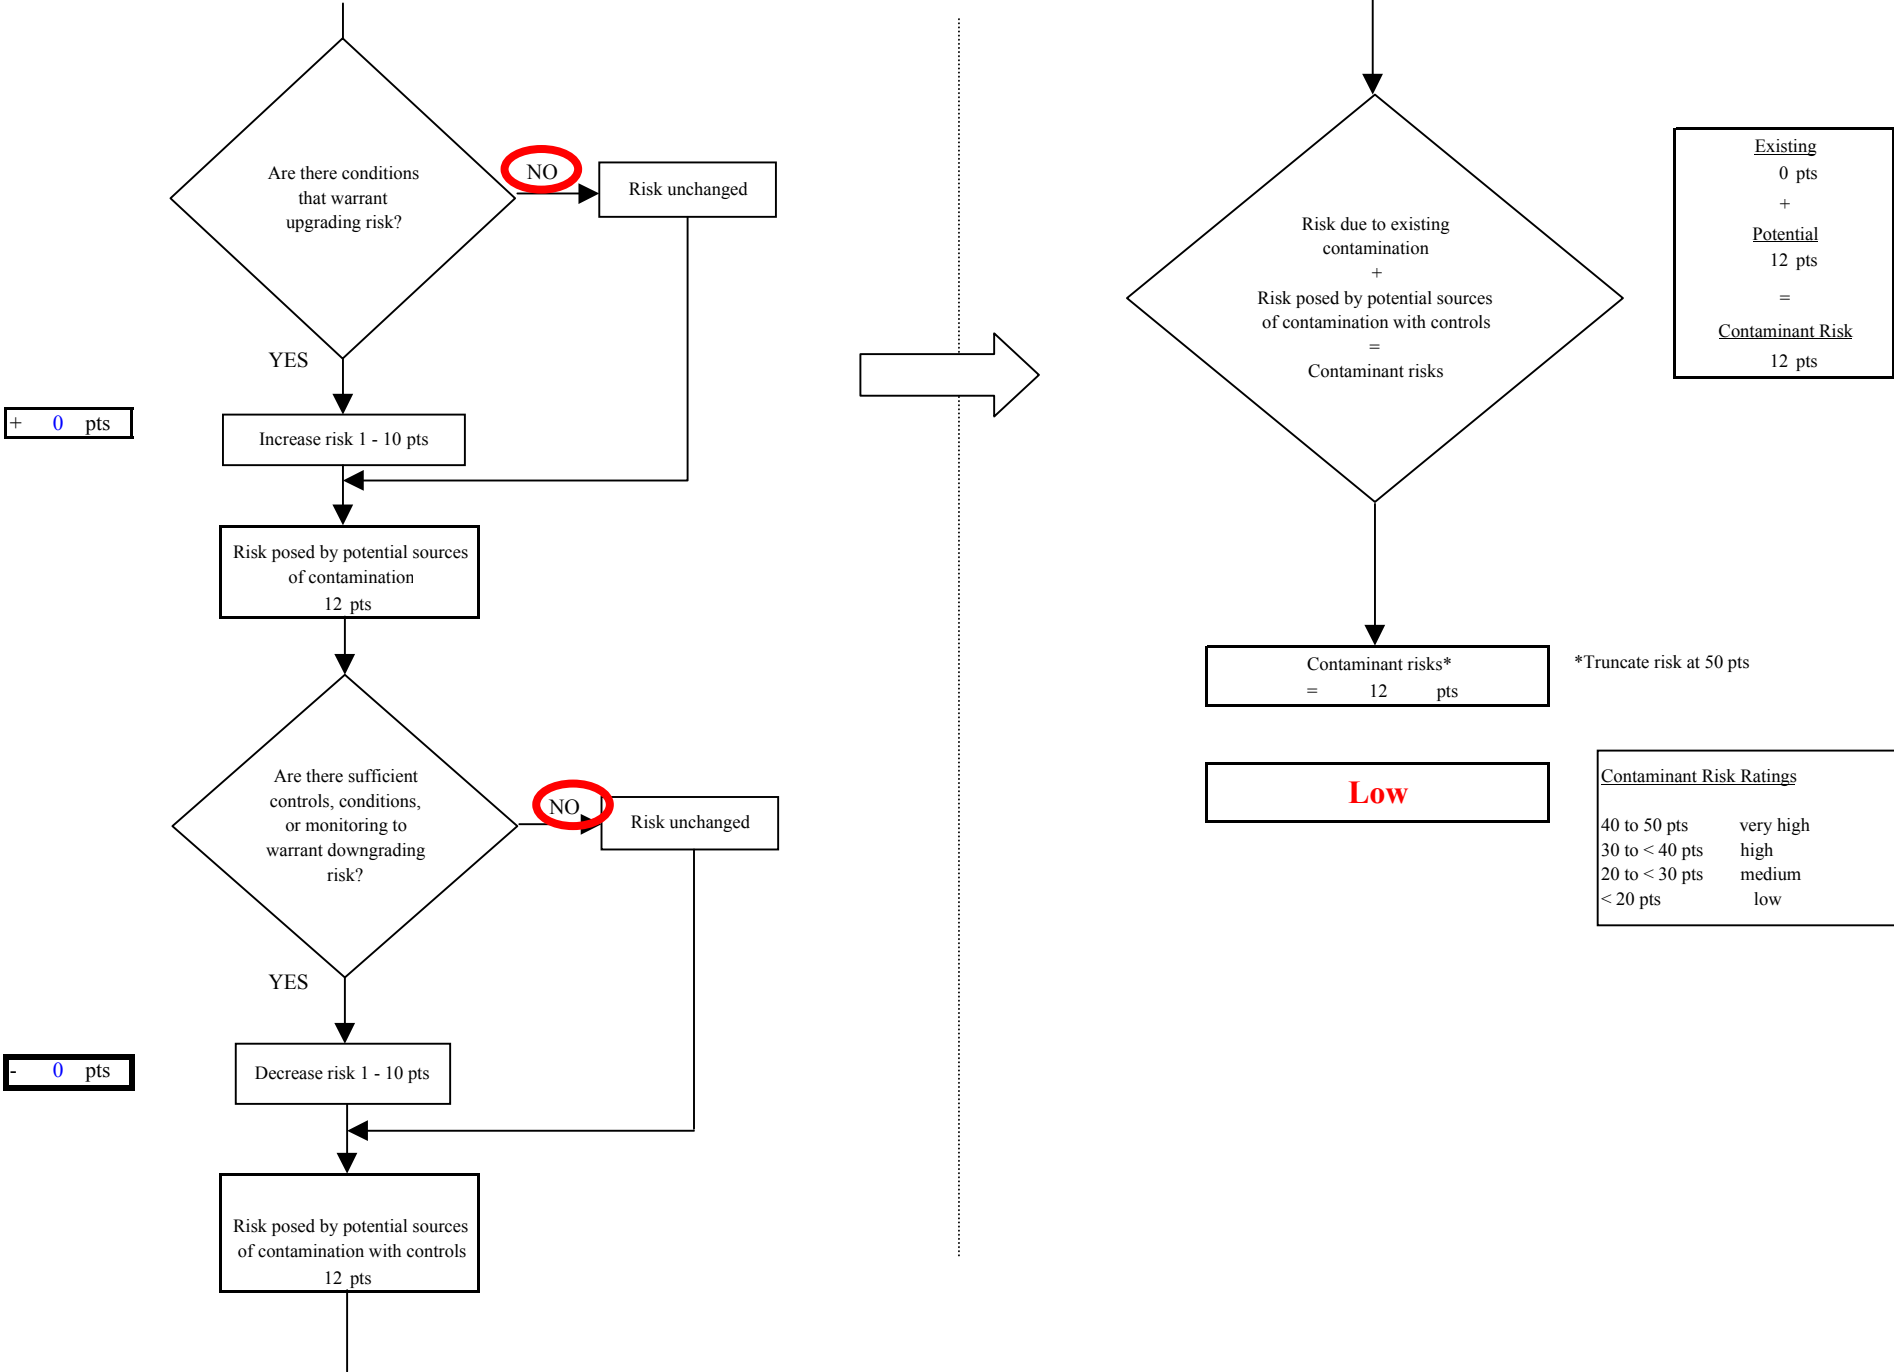 Are there conditions
that warrant
upgrading risk?
NO
Risk unchanged
YES
+ 0 pts
Increase risk 1 - 10 pts
Risk posed by potential sources
of contamination
12 pts
Are there sufficient
controls, conditions,
or monitoring to
warrant downgrading
risk?
NO
Risk unchanged
YES
- 0 pts
Decrease risk 1 - 10 pts
Risk posed by potential sources
of contamination with controls
12 pts
Risk due to existing
contamination
+
Risk posed by potential sources
of contamination with controls
=
Contaminant risks
Existing
0 pts
+
Potential
12 pts
=
Contaminant Risk
12 pts
Contaminant risks*
= 12 pts
*Truncate risk at 50 pts
Low
Contaminant Risk Ratings
40 to 50 pts very high
30 to < 40 pts high
20 to < 30 pts medium
< 20 pts low